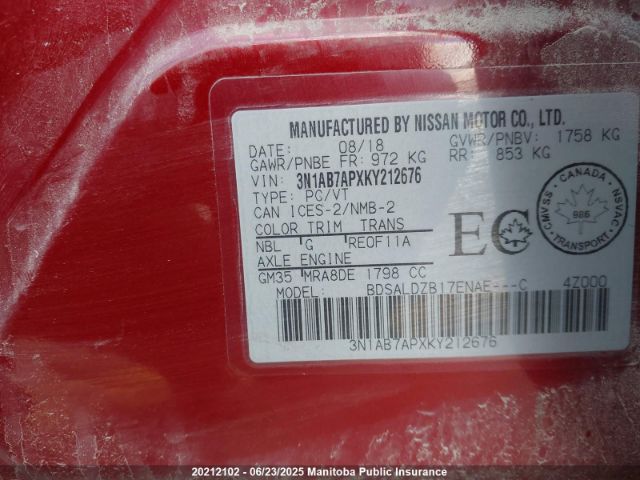 MANUFACTURED BY NISSAN MOTOR CO., LTD.
DATE: 08/18 GVWR/PNBV: 1758 KG
GAWR/PNBE FR: 972 KG RR: 853 KG
VIN: 3N1AB7APXKY212676
TYPE: PC/VT
CAN ICES-2/NMB-2
COLOR TRIM TRANS
NBL G RE0F11A
AXLE ENGINE
GM35 MRA8DE 1798 CC
MODEL: BDSALDZB17ENAE---C 4Z000
EC
CANADA
CMVSS NSVAC
986
TRANSPORT
3N1AB7APXKY212676
20212102 - 06/23/2025 Manitoba Public Insurance